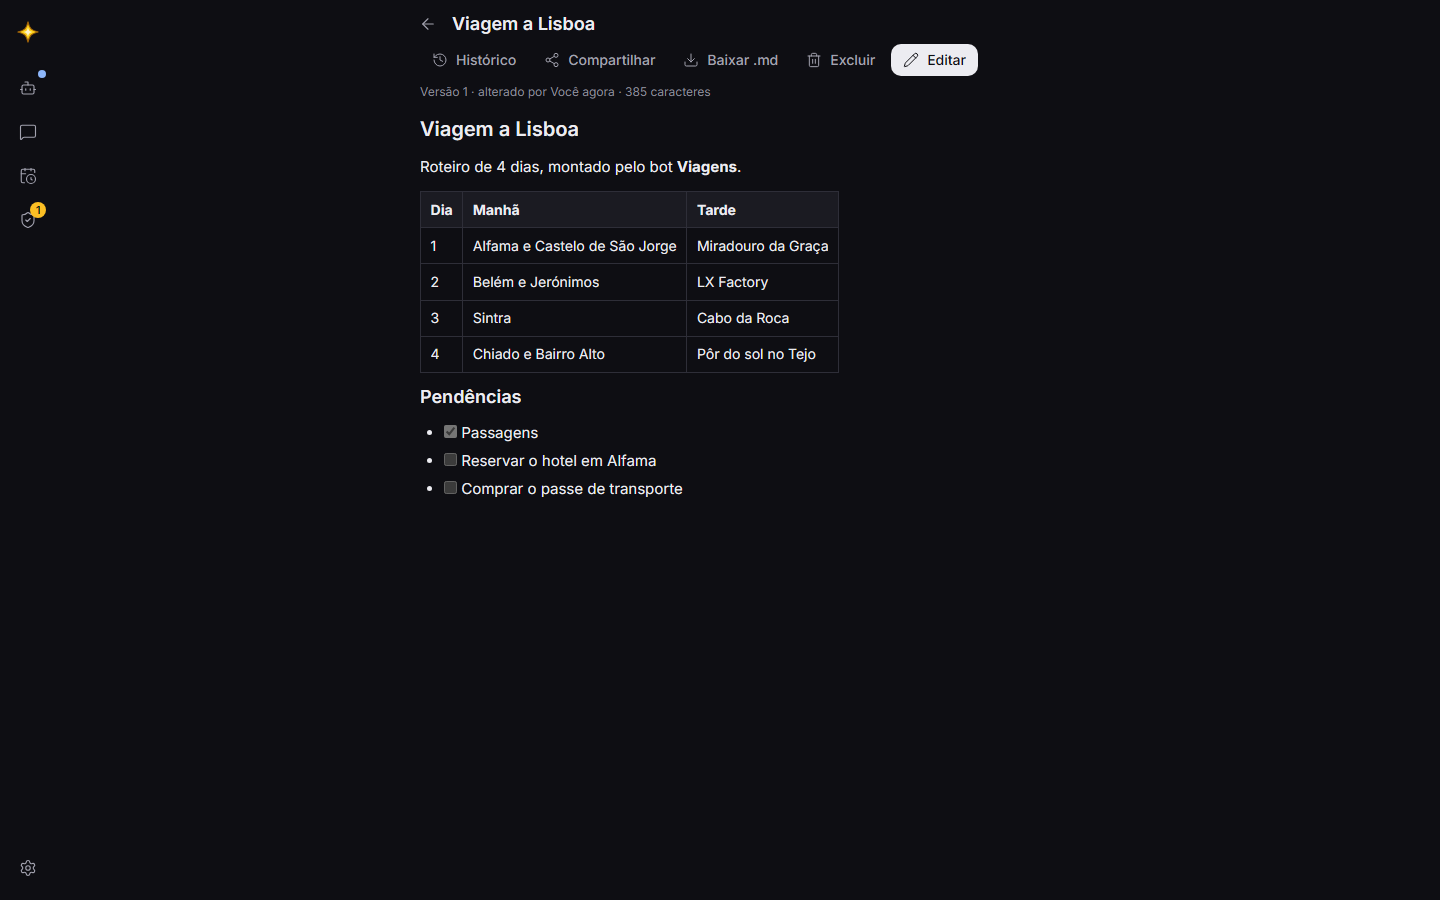 Viagem a Lisboa
Histórico Compartilhar Baixar .md Excluir Editar
Versão 1 · alterado por Você agora · 385 caracteres
1
Viagem a Lisboa
Roteiro de 4 dias, montado pelo bot Viagens.
Dia Manhã Tarde
1 Alfama e Castelo de São Jorge Miradouro da Graça
2 Belém e Jerónimos LX Factory
3 Sintra Cabo da Roca
4 Chiado e Bairro Alto Pôr do sol no Tejo
Pendências
Passagens
Reservar o hotel em Alfama
Comprar o passe de transporte